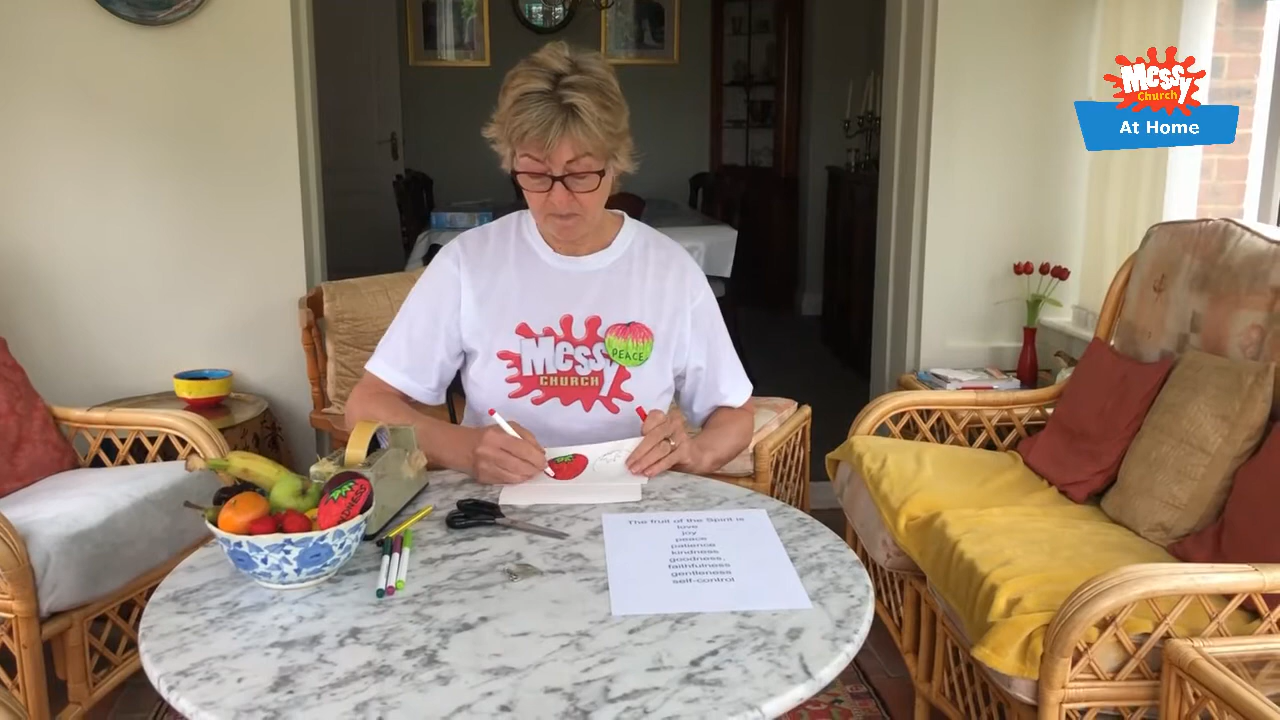 Messy
Church
At Home
Messy
CHURCH
PEACE
KINDNESS
The fruit of the Spirit is
love
joy
peace
patience
kindness
goodness,
faithfulness
gentleness
self-control